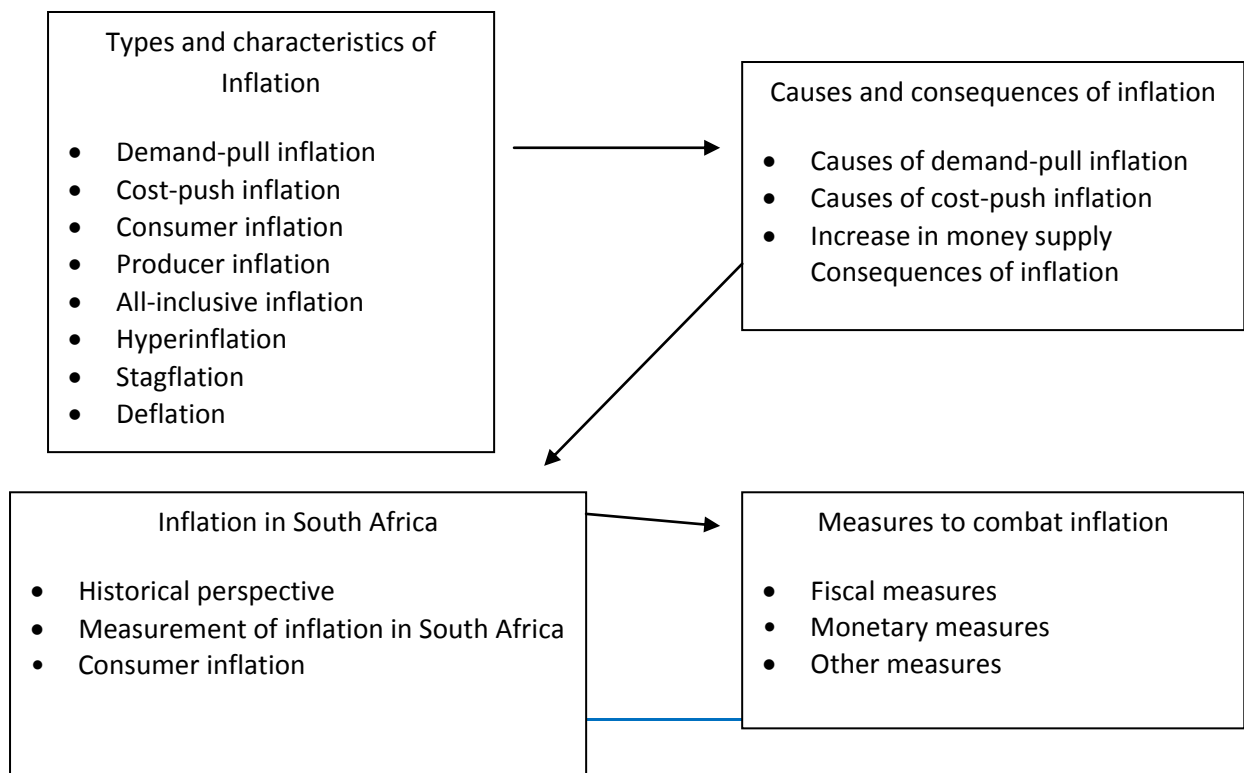 Types and characteristics of
Inflation
• Demand-pull inflation
• Cost-push inflation
• Consumer inflation
• Producer inflation
• All-inclusive inflation
• Hyperinflation
• Stagflation
• Deflation
Causes and consequences of inflation
• Causes of demand-pull inflation
• Causes of cost-push inflation
• Increase in money supply
Consequences of inflation
Inflation in South Africa
• Historical perspective
• Measurement of inflation in South Africa
• Consumer inflation
Measures to combat inflation
• Fiscal measures
• Monetary measures
• Other measures